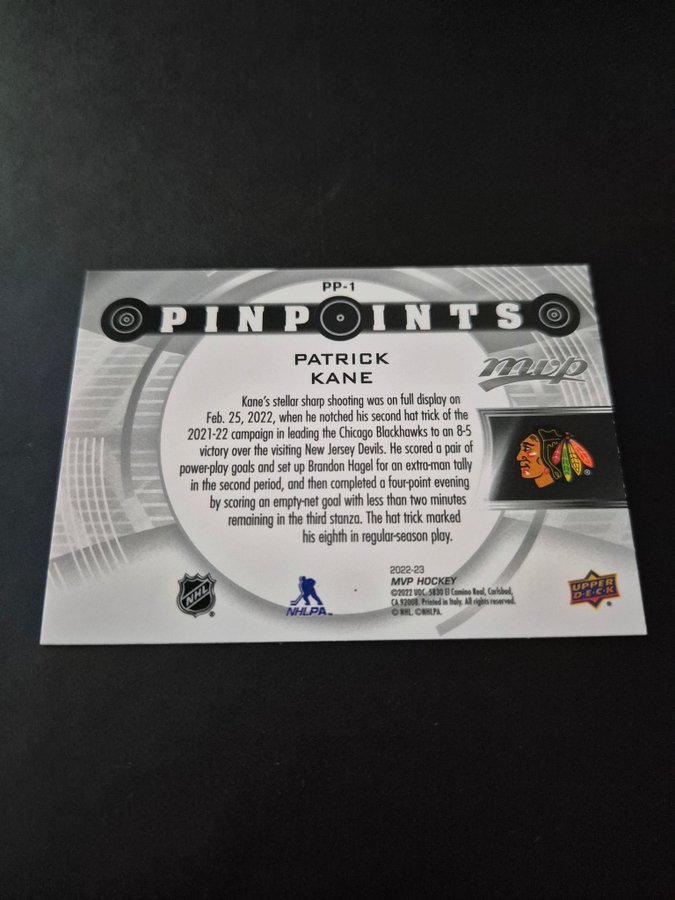 PP-1
PINPOINTS
PATRICK
KANE
mvp
Kane's stellar sharp shooting was on full display on
Feb. 25, 2022, when he notched his second hat trick of the
2021-22 campaign in leading the Chicago Blackhawks to an 8-5
victory over the visiting New Jersey Devils. He scored a pair of
power-play goals and set up Brandon Hagel for an extra-man tally
in the second period, and then completed a four-point evening
by scoring an empty-net goal with less than two minutes
remaining in the third stanza. The hat trick marked
his eighth in regular-season play.
NHL
NHLPA
2022-23
MVP HOCKEY
©2022 UDC. 5830 El Camino Real, Carlsbad,
CA 92008. Printed in Italy. All rights reserved.
© NHL. ©NHLPA.
UPPER
DECK
®